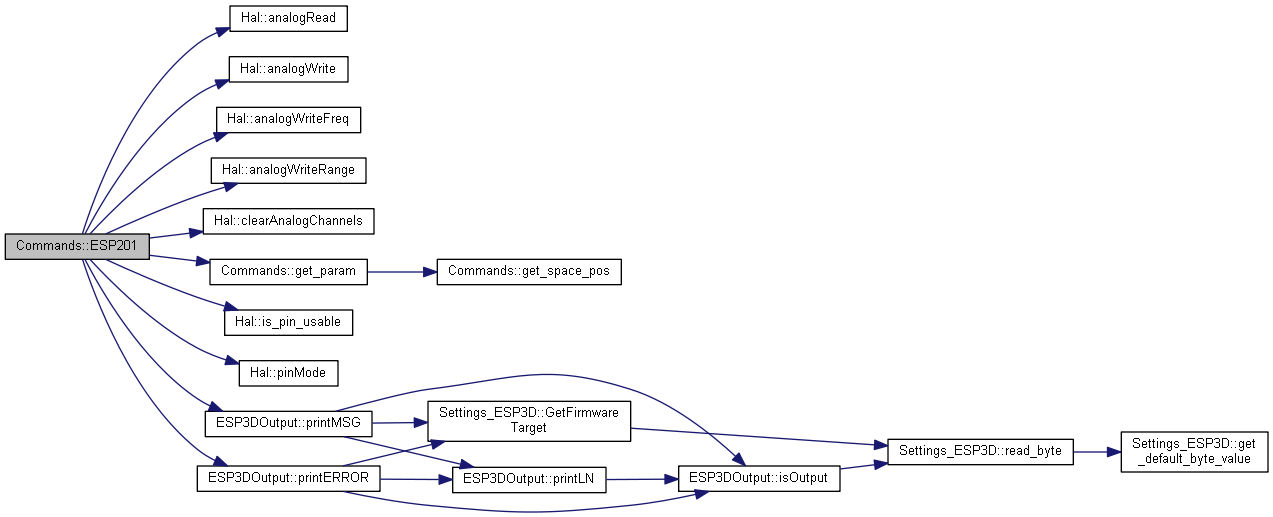 Hal::analogRead
Hal::analogWrite
Hal::analogWriteFreq
Hal::analogWriteRange
Hal::clearAnalogChannels
Commands::ESP201
Commands::get_param
Commands::get_space_pos
Hal::is_pin_usable
Hal::pinMode
ESP3DOutput::printMSG
Settings_ESP3D::GetFirmware
Target
Settings_ESP3D::read_byte
Settings_ESP3D::get
_default_byte_value
ESP3DOutput::printERROR
ESP3DOutput::printLN
ESP3DOutput::isOutput